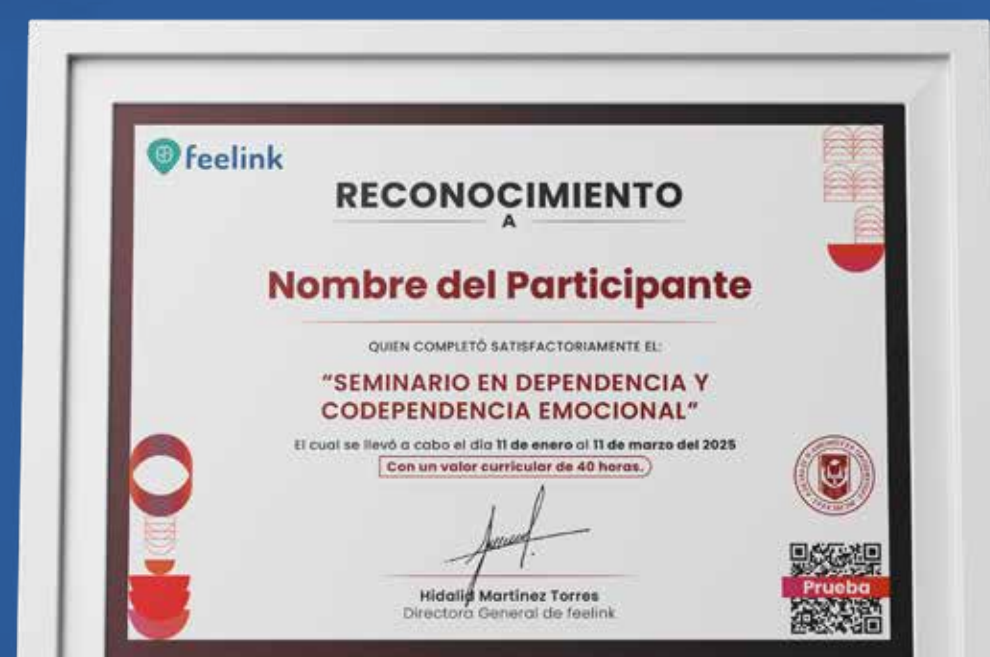 feelink
RECONOCIMIENTO
A
Nombre del Participante
QUIEN COMPLETÓ SATISFACTORIAMENTE EL:
“SEMINARIO EN DEPENDENCIA Y
CODEPENDENCIA EMOCIONAL”
El cual se llevó a cabo el día 11 de enero al 11 de marzo del 2025
Con un valor curricular de 40 horas.
Hidalid Martínez Torres
Directora General de feelink
Prueba